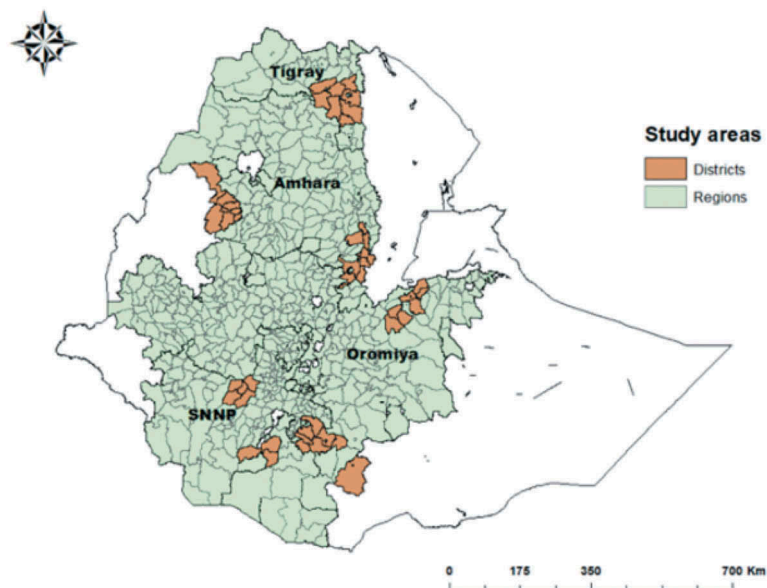 Tigray
Amhara
Oromiya
SNNP
Study areas
Districts
Regions
0 175 350 700 Km